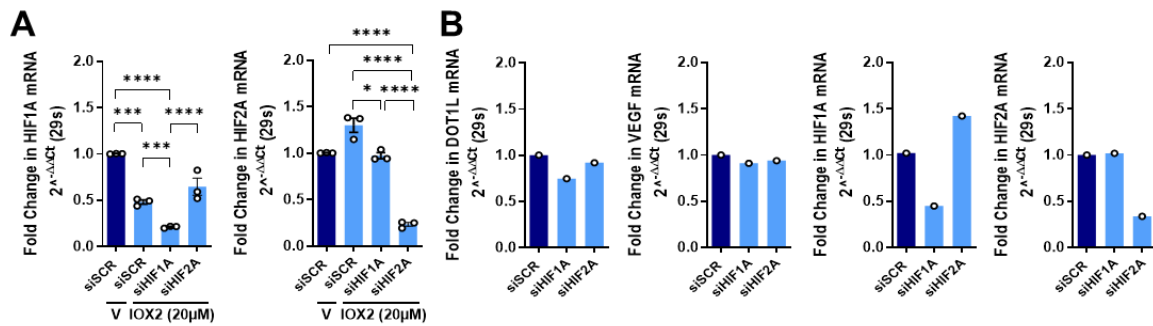 A
Fold Change in HIF1A mRNA
2^-ΔΔCt (29s)
2.0
1.5
1.0
0.5
0.0
****
***
****
***
siSCR
siSCR
siHIF1A
siHIF2A
V
IOX2 (20µM)
Fold Change in HIF2A mRNA
2^-ΔΔCt (29s)
2.0
1.5
1.0
0.5
0.0
****
****
*
****
siSCR
siSCR
siHIF1A
siHIF2A
V
IOX2 (20µM)
B
Fold Change in DOT1L mRNA
2^-ΔΔCt (29s)
2.0
1.5
1.0
0.5
0.0
siSCR
siHIF1A
siHIF2A
Fold Change in VEGF mRNA
2^-ΔΔCt (29s)
2.0
1.5
1.0
0.5
0.0
siSCR
siHIF1A
siHIF2A
Fold Change in HIF1A mRNA
2^-ΔΔCt (29s)
2.0
1.5
1.0
0.5
0.0
siSCR
siHIF1A
siHIF2A
Fold Change in HIF2A mRNA
2^-ΔΔCt (29s)
2.0
1.5
1.0
0.5
0.0
siSCR
siHIF1A
siHIF2A